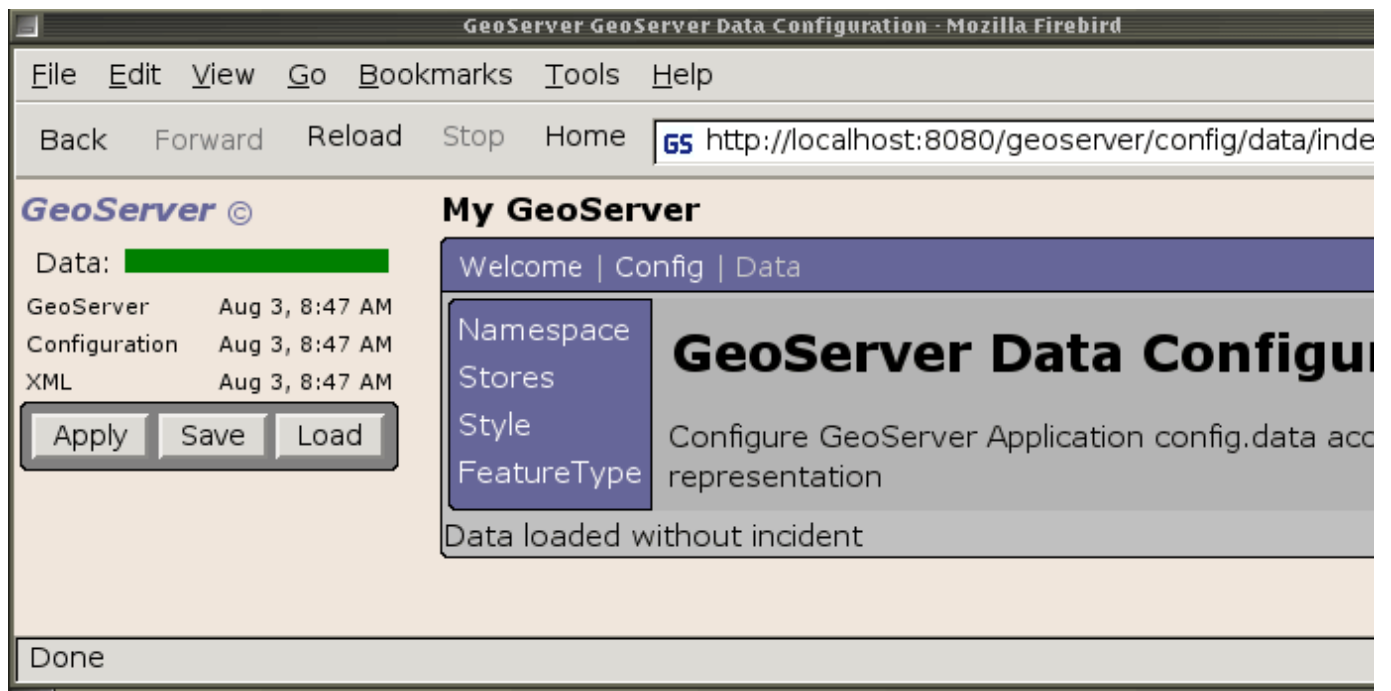 GeoServer GeoServer Data Configuration - Mozilla Firebird
File Edit View Go Bookmarks Tools Help
Back Forward Reload Stop Home GS http://localhost:8080/geoserver/config/data/inde
GeoServer ©
Data:
GeoServer Aug 3, 8:47 AM
Configuration Aug 3, 8:47 AM
XML Aug 3, 8:47 AM
Apply Save Load
My GeoServer
Welcome | Config | Data
Namespace
Stores
Style
FeatureType
GeoServer Data Configu
Configure GeoServer Application config.data acc
representation
Data loaded without incident
Done